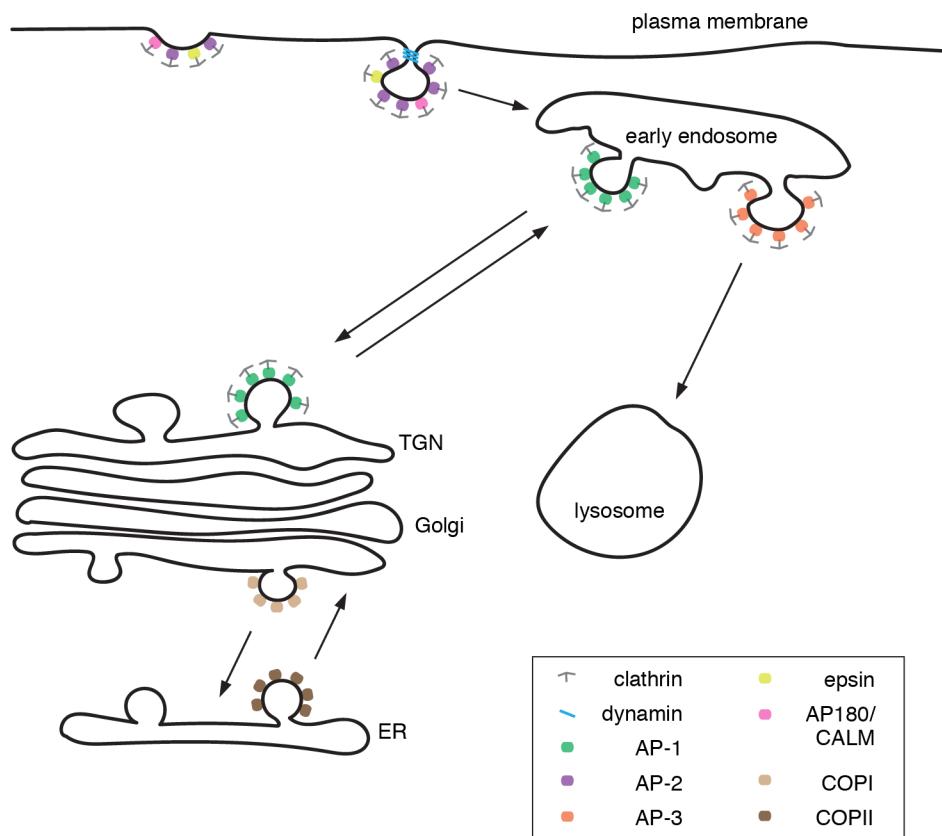 plasma membrane
early endosome
TGN
lysosome
Golgi
ER
clathrin
epsin
dynamin
AP180/
CALM
AP-1
AP-2
COPI
AP-3
COPII